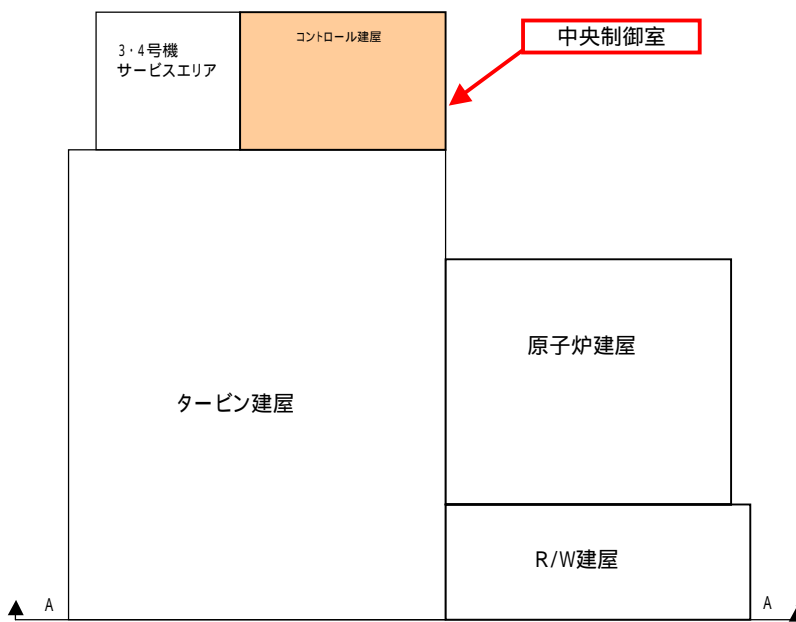 コントロール建屋
中央制御室
3・4号機
サービスエリア
原子炉建屋
タービン建屋
R/W建屋
A
A